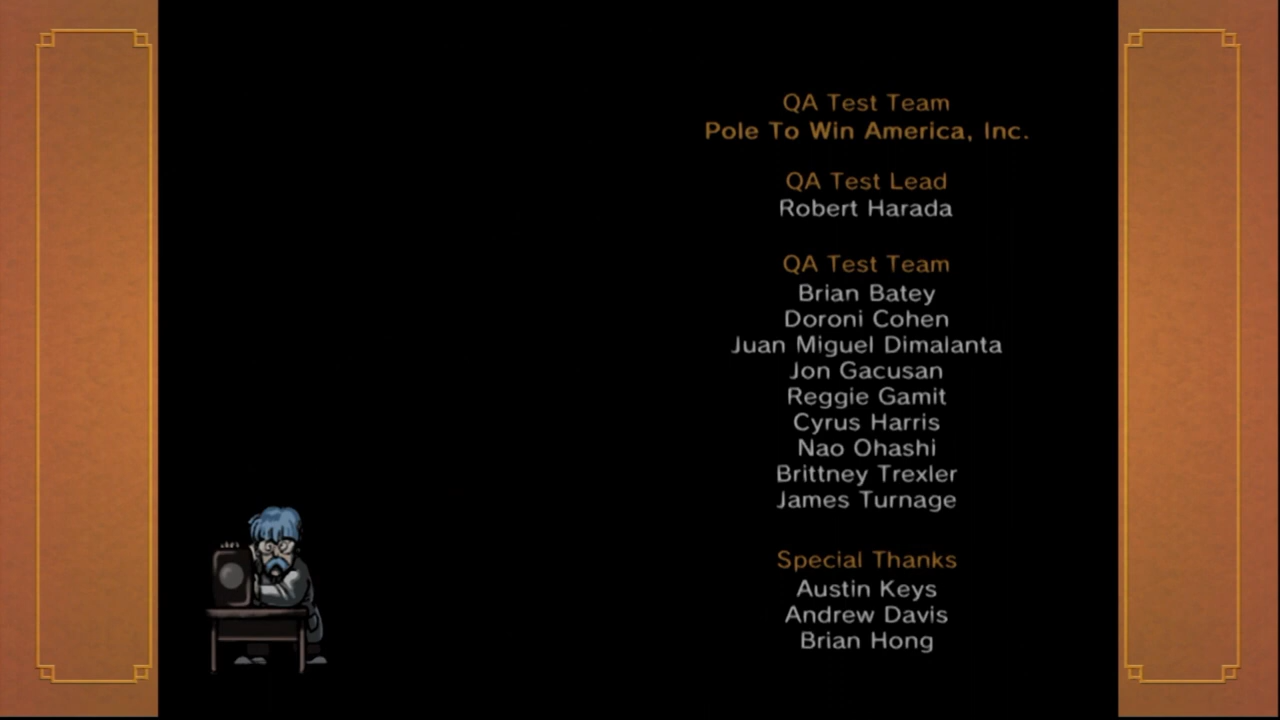 QA Test Team
Pole To Win America, Inc.
QA Test Lead
Robert Harada
QA Test Team
Brian Batey
Doroni Cohen
Juan Miguel Dimalanta
Jon Gacusan
Reggie Gamit
Cyrus Harris
Nao Ohashi
Brittney Trexler
James Turnage
Special Thanks
Austin Keys
Andrew Davis
Brian Hong